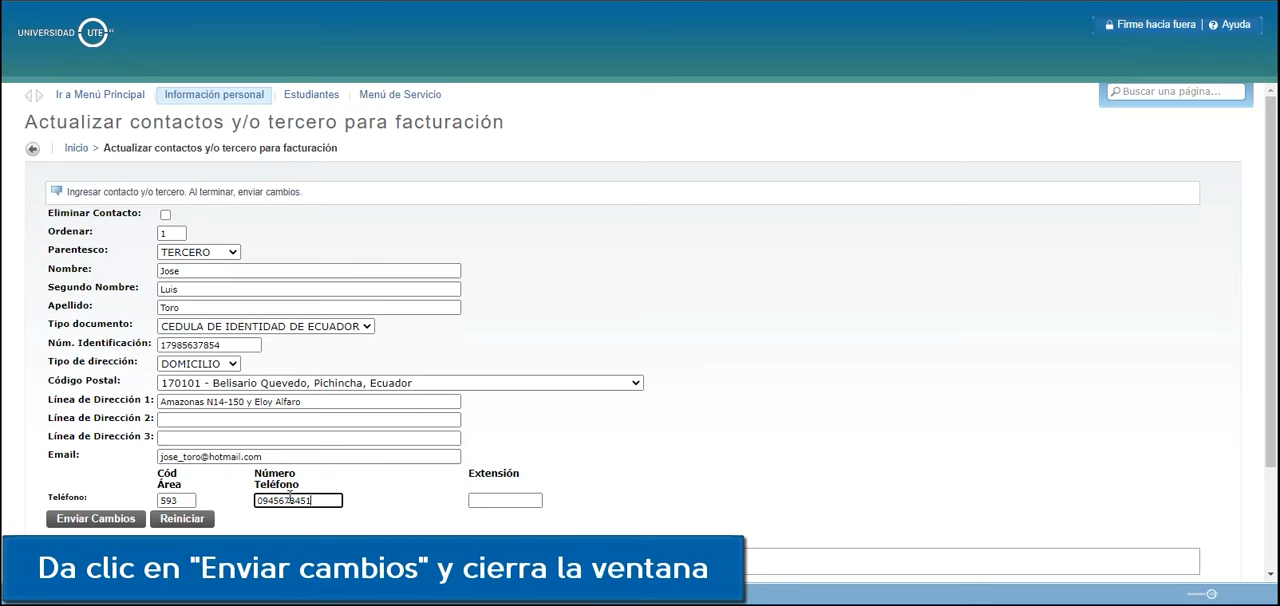 UNIVERSIDAD UTE
Firme hacia fuera | Ayuda
Ir a Menú Principal Información personal Estudiantes Menú de Servicio
Buscar una página...
Actualizar contactos y/o tercero para facturación
Inicio > Actualizar contactos y/o tercero para facturación
Ingresar contacto y/o tercero. Al terminar, enviar cambios.
Eliminar Contacto:
Ordenar: 1
Parentesco: TERCERO
Nombre: Jose
Segundo Nombre: Luis
Apellido: Toro
Tipo documento: CEDULA DE IDENTIDAD DE ECUADOR
Núm. Identificación: 17985637854
Tipo de dirección: DOMICILIO
Código Postal: 170101 - Belisario Quevedo, Pichincha, Ecuador
Línea de Dirección 1: Amazonas N14-150 y Eloy Alfaro
Línea de Dirección 2:
Línea de Dirección 3:
Email: jose_toro@hotmail.com
Cód Número Extensión
Área Teléfono
Teléfono: 593 0945678451
Enviar Cambios Reiniciar
Da clic en "Enviar cambios" y cierra la ventana